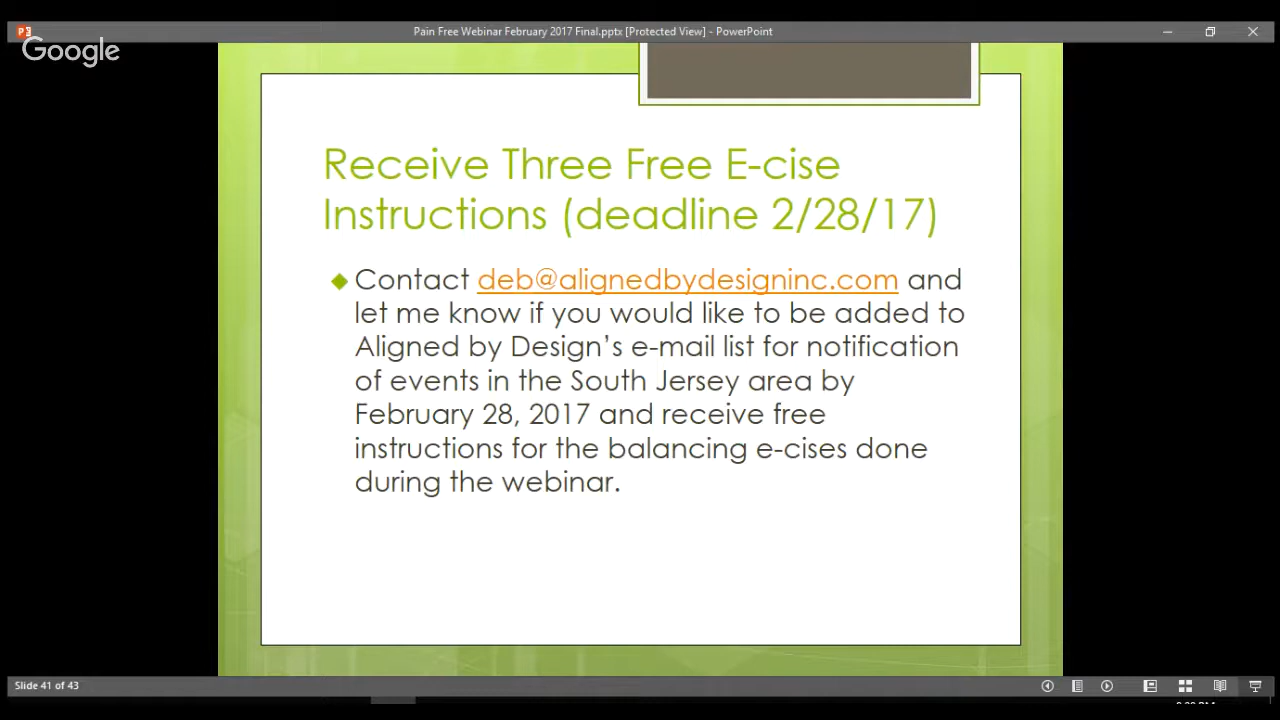 Pain Free Webinar February 2017 Final.pptx [Protected View] - PowerPoint
Google
Receive Three Free E-cise
Instructions (deadline 2/28/17)
Contact deb@alignedbydesigninc.com and
let me know if you would like to be added to
Aligned by Design’s e-mail list for notification
of events in the South Jersey area by
February 28, 2017 and receive free
instructions for the balancing e-cises done
during the webinar.
Slide 41 of 43